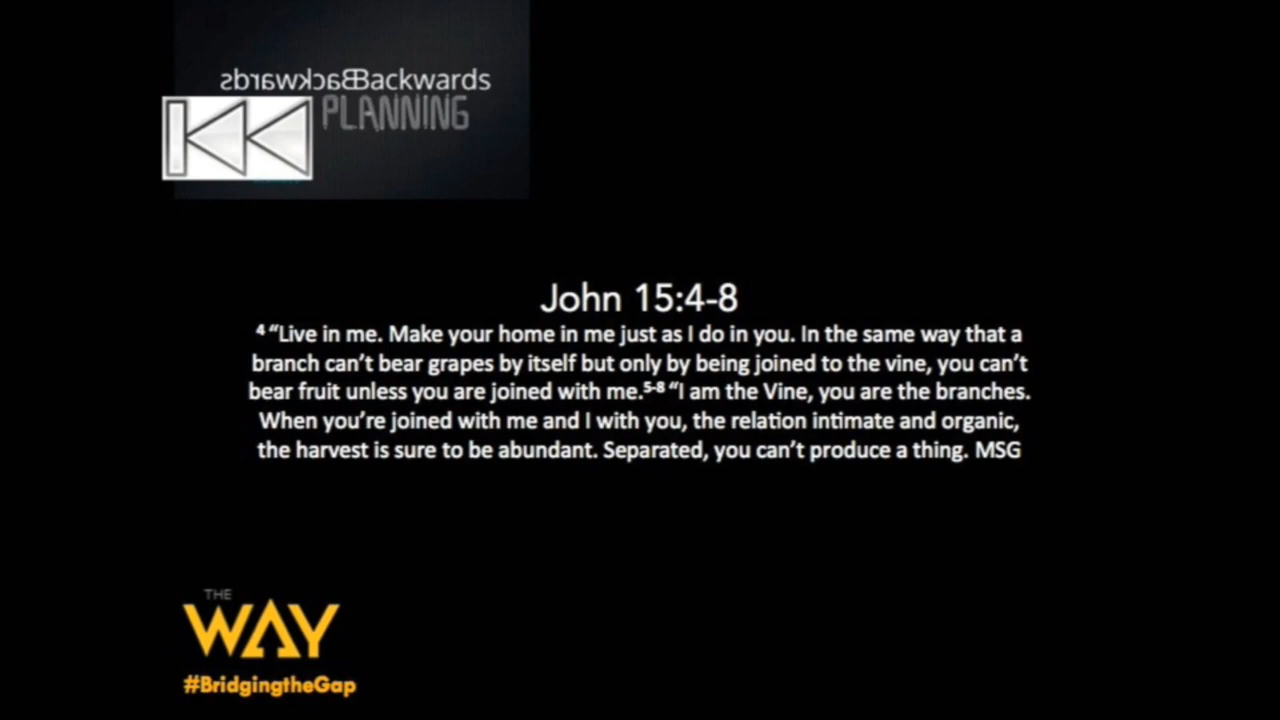 sbrawkcaBBackwards
PLANNING
John 15:4-8
4 “Live in me. Make your home in me just as I do in you. In the same way that a
branch can’t bear grapes by itself but only by being joined to the vine, you can’t
bear fruit unless you are joined with me.5-8 “I am the Vine, you are the branches.
When you’re joined with me and I with you, the relation intimate and organic,
the harvest is sure to be abundant. Separated, you can’t produce a thing. MSG
THE
WAY
#BridgingtheGap